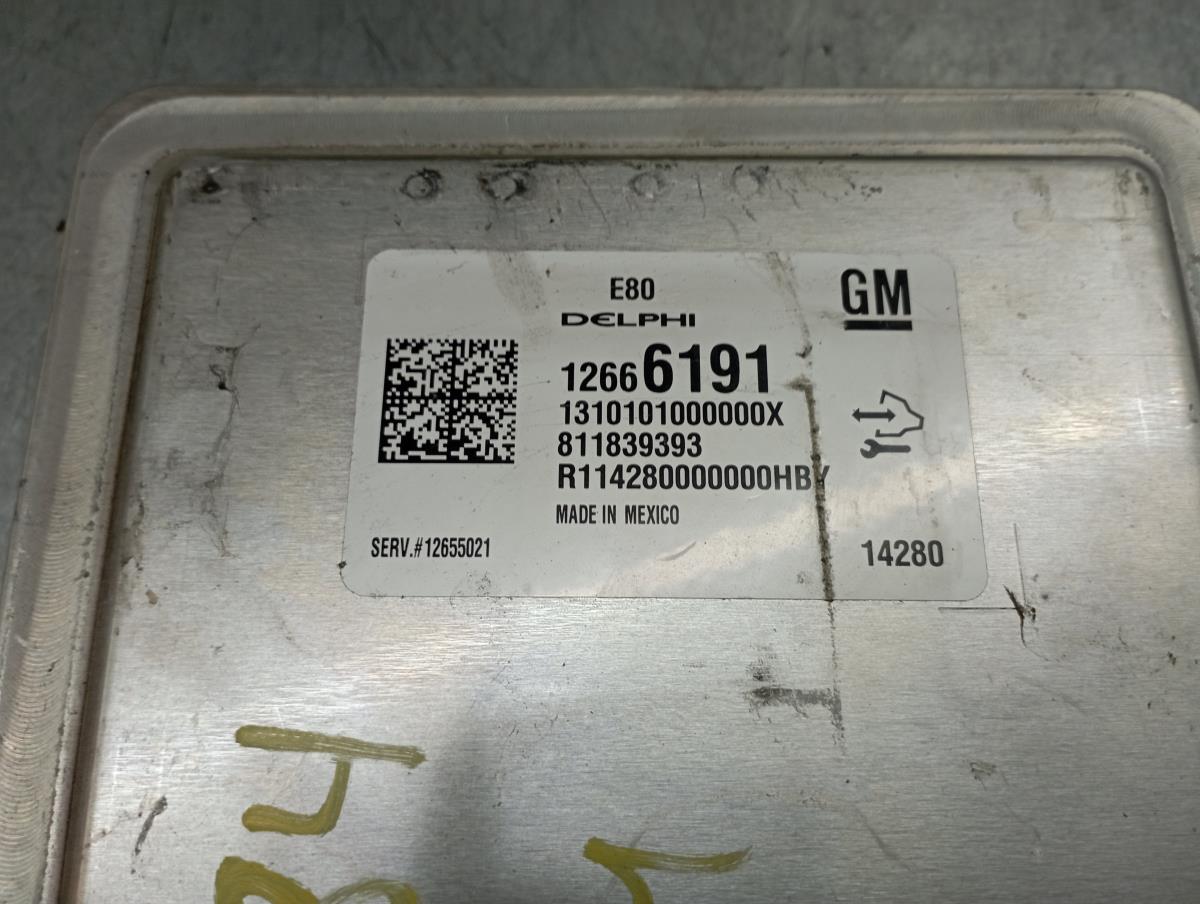 E80
GM
DELPHI
12666191
1310101000000X
811839393
R114280000000HBY
MADE IN MEXICO
SERV.#12655021
14280